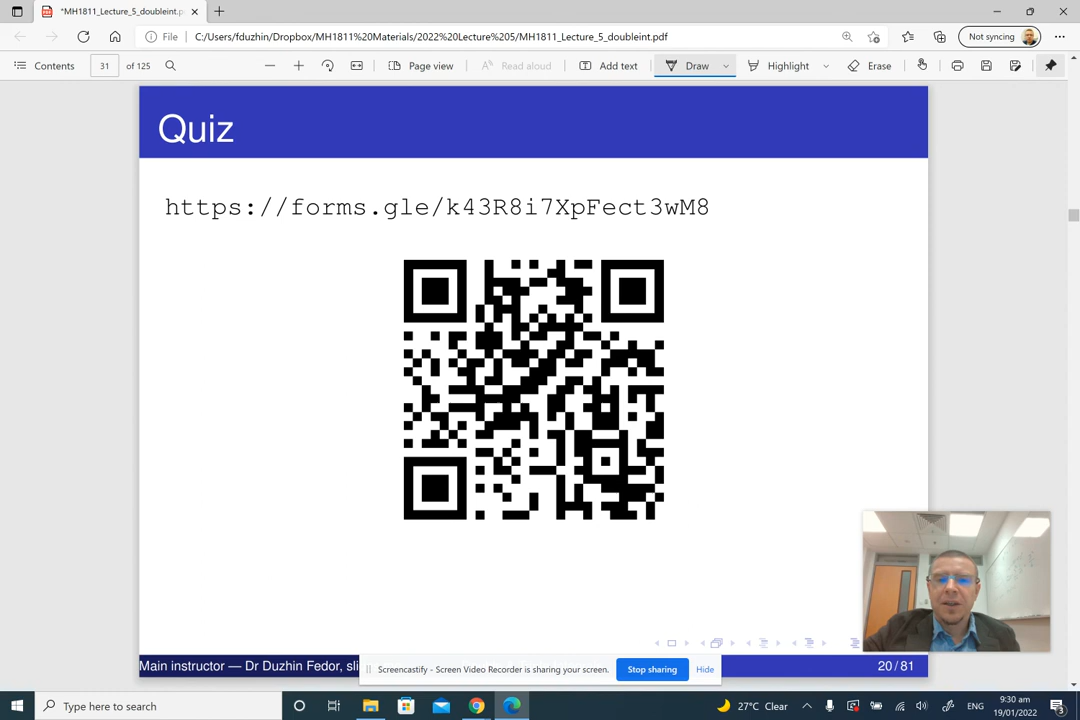 *MH1811_Lecture_5_doubleint.p
File
C:/Users/fduzhin/Dropbox/MH1811%20Materials/2022%20Lecture%205/MH1811_Lecture_5_doubleint.pdf
Not syncing
Contents
31 of 125
Page view
Read aloud
Add text
Draw
Highlight
Erase
Quiz
https://forms.gle/k43R8i7XpFect3wM8
Main instructor — Dr Duzhin Fedor, sli
20 / 81
Screencastify - Screen Video Recorder is sharing your screen.
Stop sharing
Hide
Type here to search
27°C Clear
ENG
9:30 am
19/01/2022
3